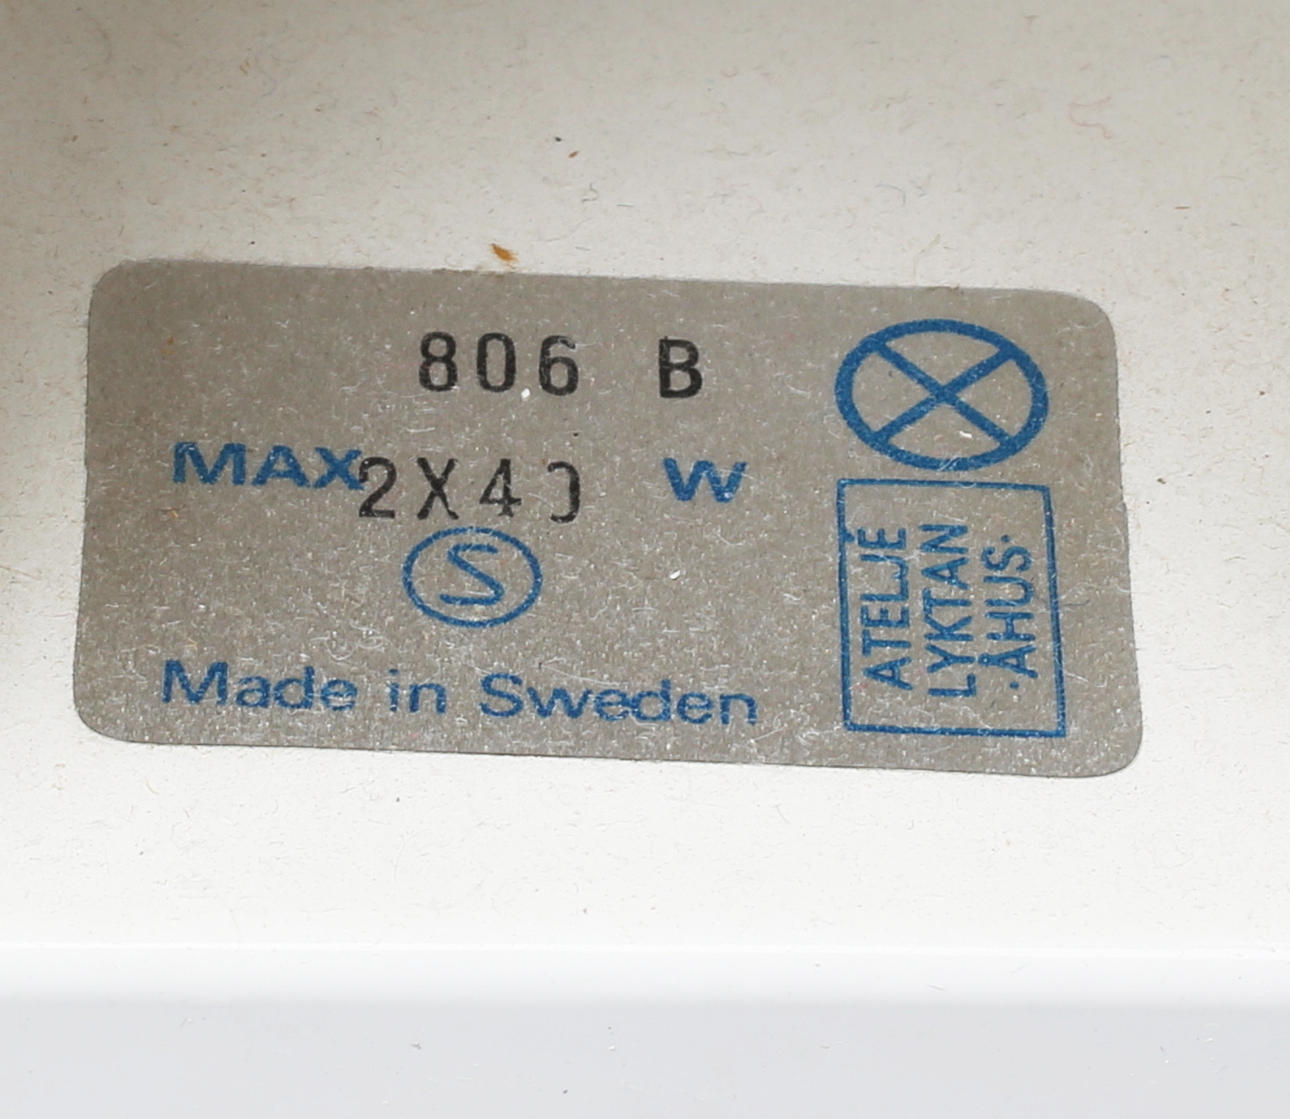 806 B
MAX 2X40 W
S
Made in Sweden
ATELJE
LYKTAN
·ÅHUS·